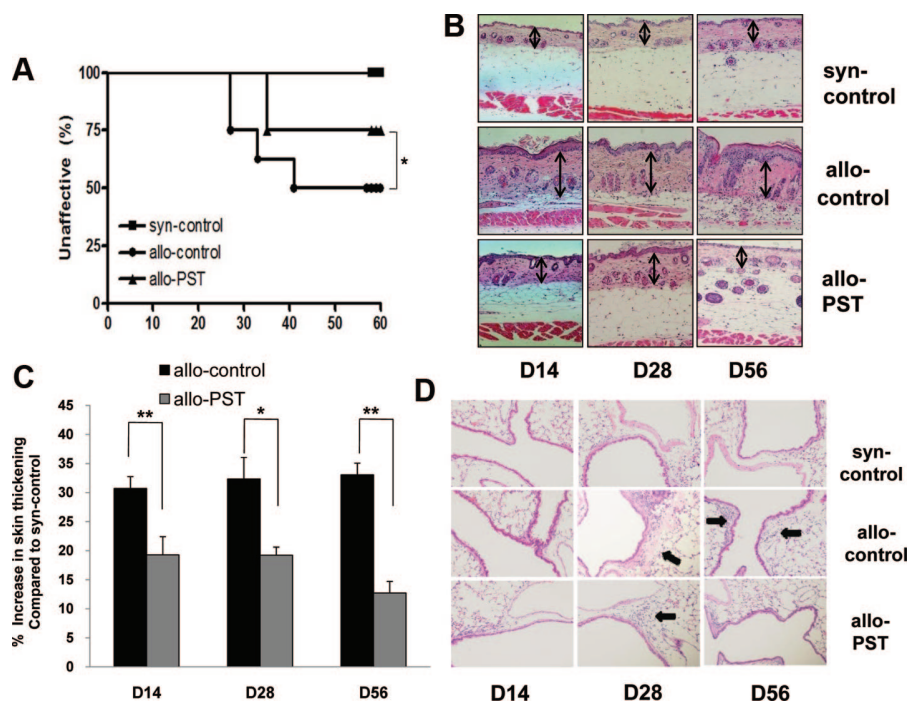 A
Unaffective (%)
100
75
50
25
0
syn-control
allo-control
allo-PST
*
0 10 20 30 40 50 60
B
syn-
control
allo-
control
allo-
PST
D14 D28 D56
C
allo-control
allo-PST
% Increase in skin thickening
Compared to syn-control
45
40
35
30
25
20
15
10
5
0
** * **
D14 D28 D56
D
syn-
control
allo-
control
allo-
PST
D14 D28 D56